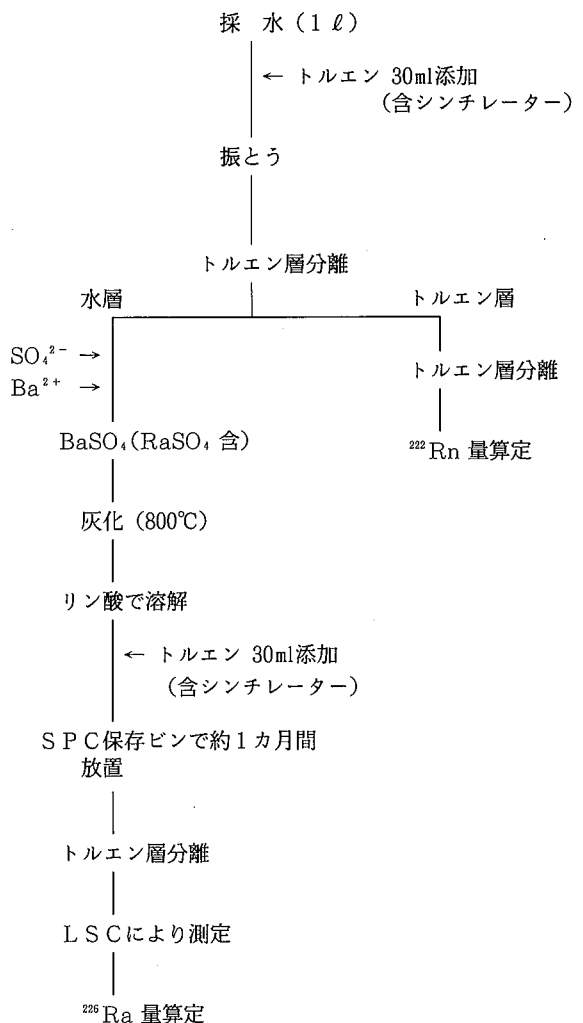 採 水 (1 ℓ)
← トルエン 30ml添加
(含シンチレーター)
振とう
トルエン層分離
水層
トルエン層
SO₄²⁻ →
Ba²⁺ →
トルエン層分離
BaSO₄(RaSO₄ 含)
²²²Rn 量算定
灰化 (800℃)
リン酸で溶解
← トルエン 30ml添加
(含シンチレーター)
SPC保存ビンで約1カ月間
放置
トルエン層分離
LSCにより測定
²²⁶Ra 量算定